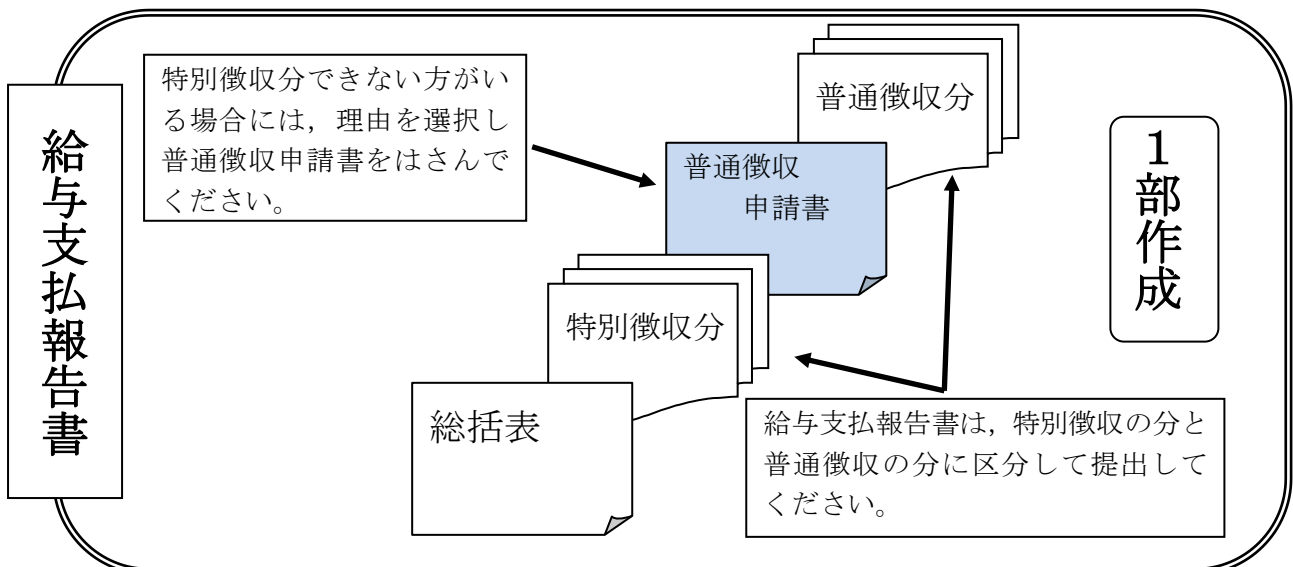 給与支払報告書
特別徴収分できない方がい
る場合には，理由を選択し
普通徴収申請書をはさんで
ください。
普通徴収分
普通徴収
申請書
特別徴収分
総括表
給与支払報告書は，特別徴収の分と
普通徴収の分に区分して提出して
ください。
１部作成